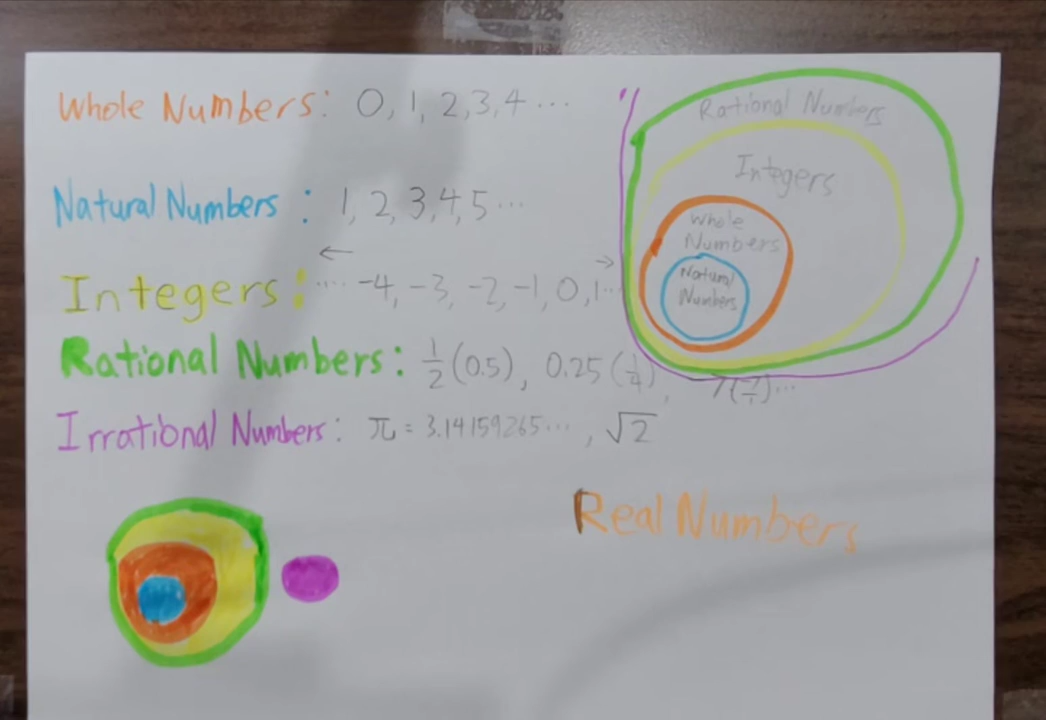 Whole Numbers: 0, 1, 2, 3, 4 ...
Natural Numbers : 1, 2, 3, 4, 5 ...
← →
Integers: .... -4, -3, -2, -1, 0, 1...
Rational Numbers: 1/2 (0.5), 0.25 (1/4),
Irrational Numbers: π = 3.14159265... , √2
Rational Numbers
Integers
Whole
Numbers
Natural
Numbers
Real Numbers